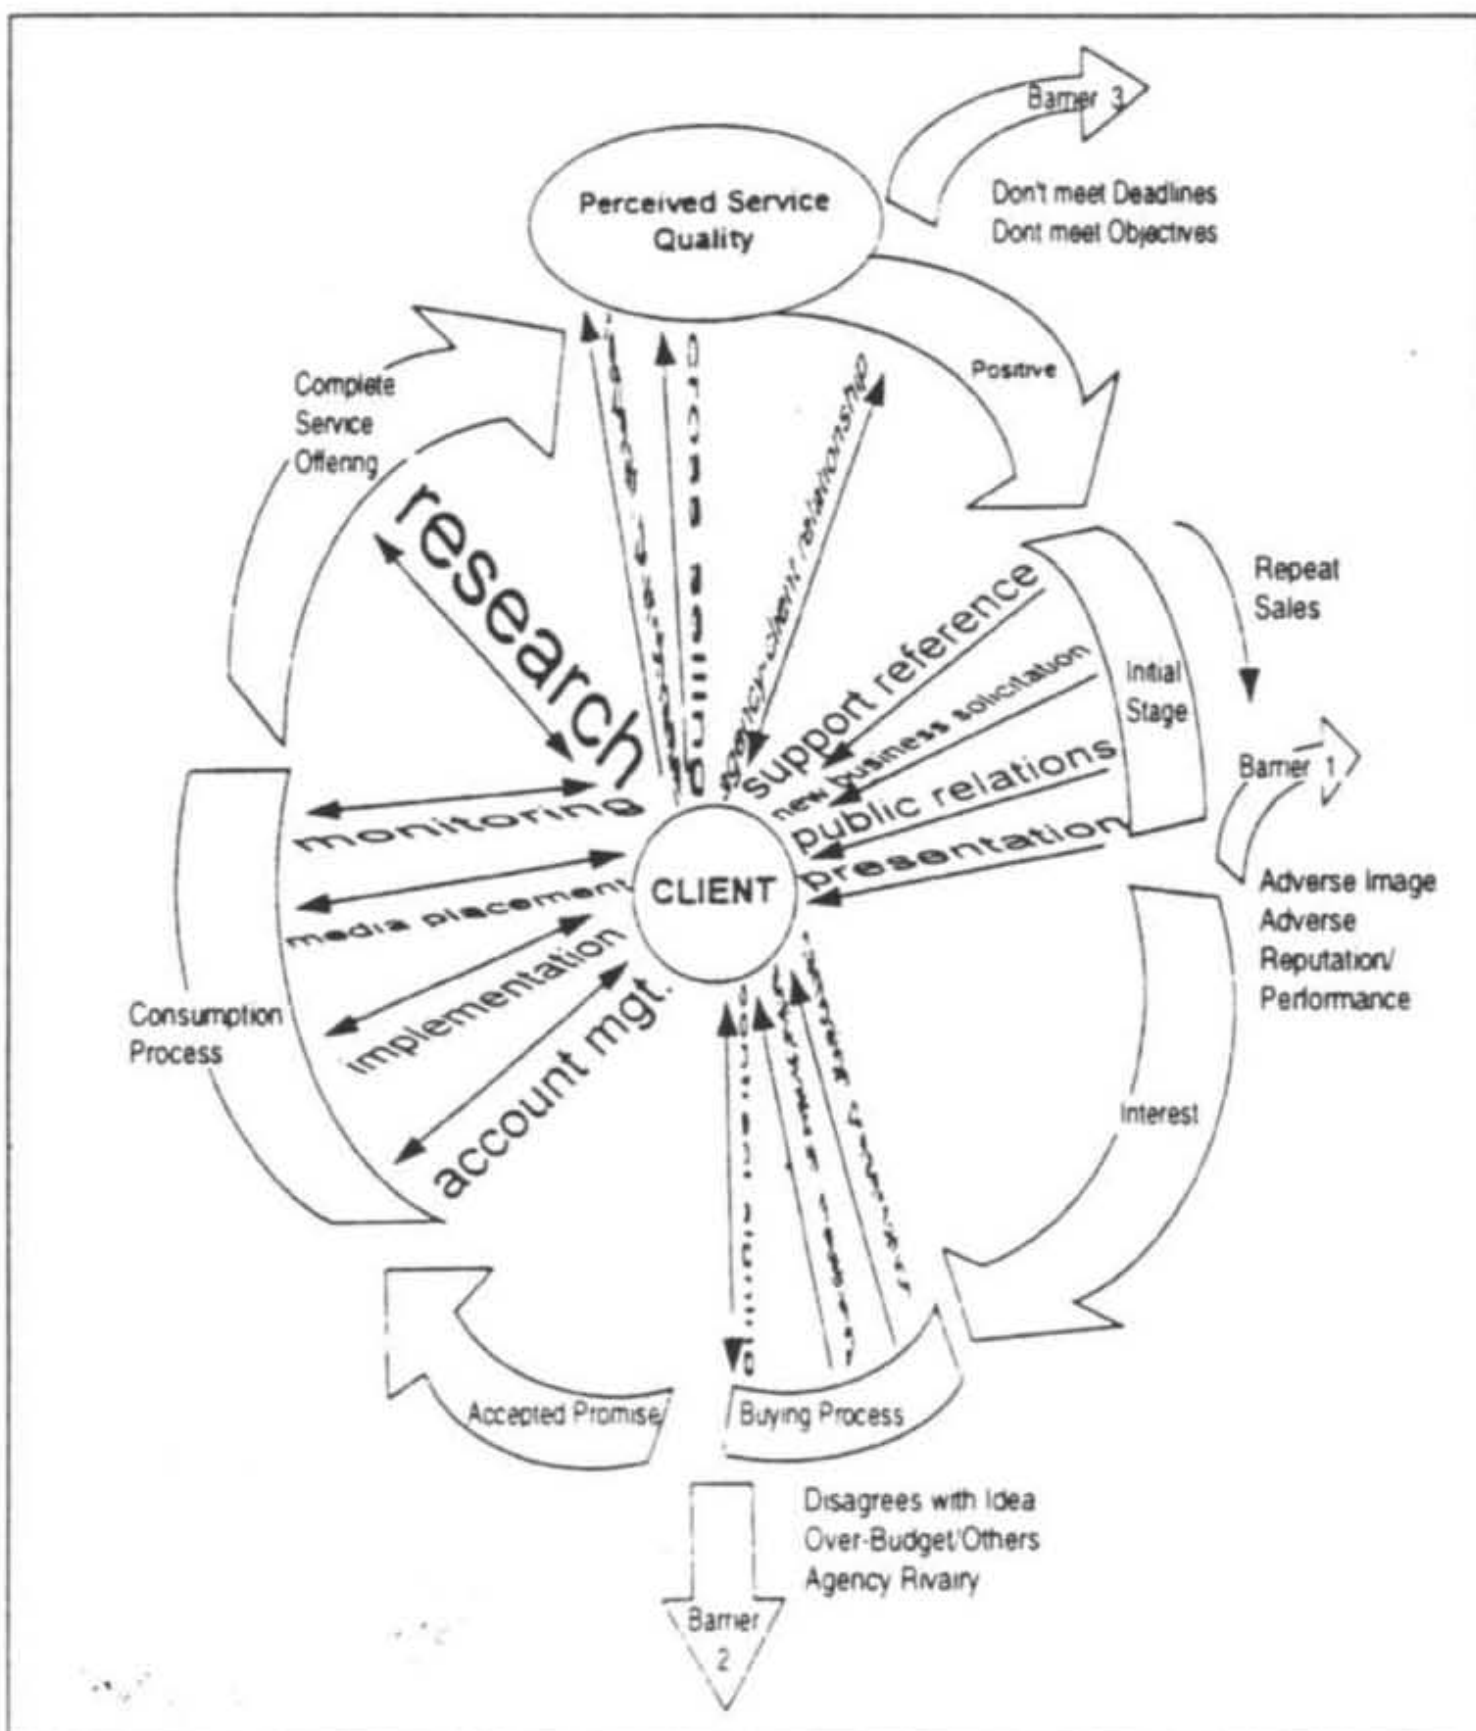 Barrier 3
Perceived Service
Quality
Don't meet Deadlines
Dont meet Objectives
Positive
Complete
Service
Offering
research
agency/client relationship
support reference
new business solicitation
public relations
presentation
Initial
Stage
Repeat
Sales
Barrier 1
Adverse Image
Adverse
Reputation/
Performance
monitoring
media placement
implementation
account mgt.
CLIENT
Consumption
Process
Interest
Accepted Promise
Buying Process
Disagrees with Idea
Over-Budget/Others
Agency Rivalry
Barrier
2